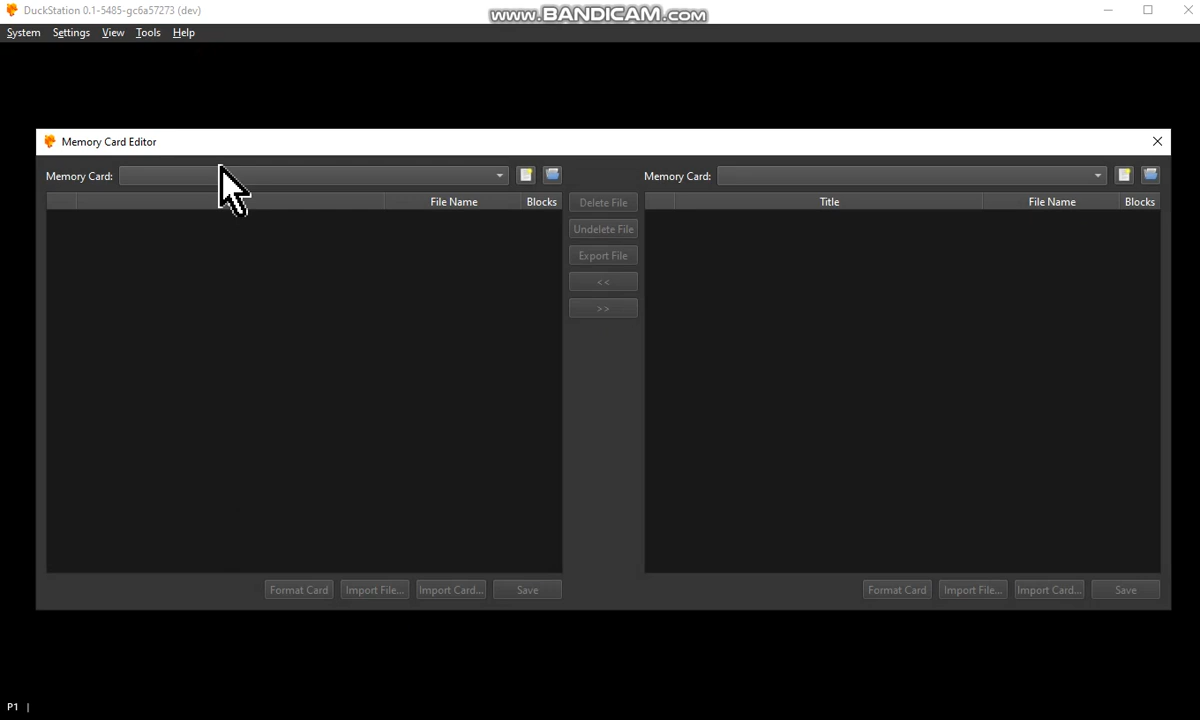 DuckStation 0.1-5485-gc6a57273 (dev)
www.BANDICAM.com
System Settings View Tools Help
Memory Card Editor
Memory Card:
Memory Card:
File Name Blocks
Delete File
Title File Name Blocks
Undelete File
Export File
<<
>>
Format Card Import File... Import Card... Save
Format Card Import File... Import Card... Save
P1 |